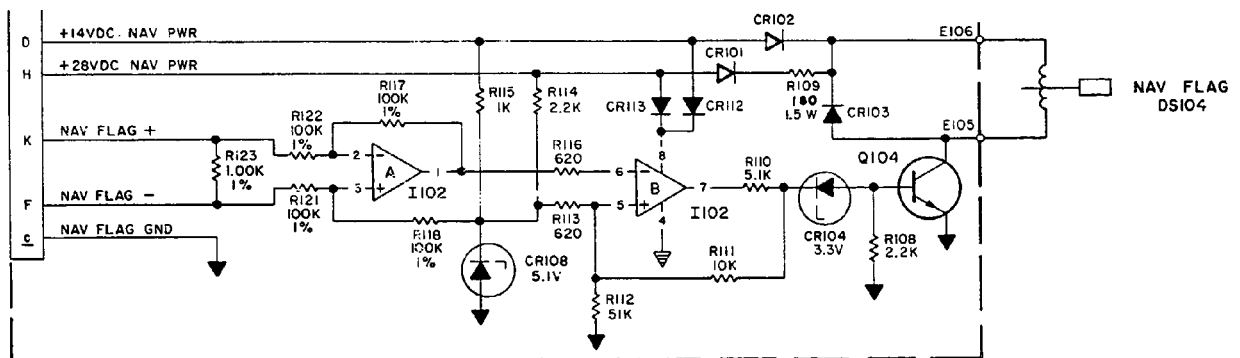 CR102
D +14VDC NAV PWR
E106
CR101
H +28VDC NAV PWR
R117
100K
1%
R115
1K
R114
2.2K
CR113
CR112
R109
180
1.5 W
CR103
NAV FLAG
DS104
E105
K NAV FLAG +
R122
100K
1%
R123
1.00K
1%
2
-
A
1
3
+
I102
R116
620
8
6
-
B
7
5
+
4
I102
R110
5.1K
Q104
F NAV FLAG -
R121
100K
1%
R118
100K
1%
R113
620
CR104
3.3V
R108
2.2K
c NAV FLAG GND
CR108
5.1V
R111
10K
R112
51K